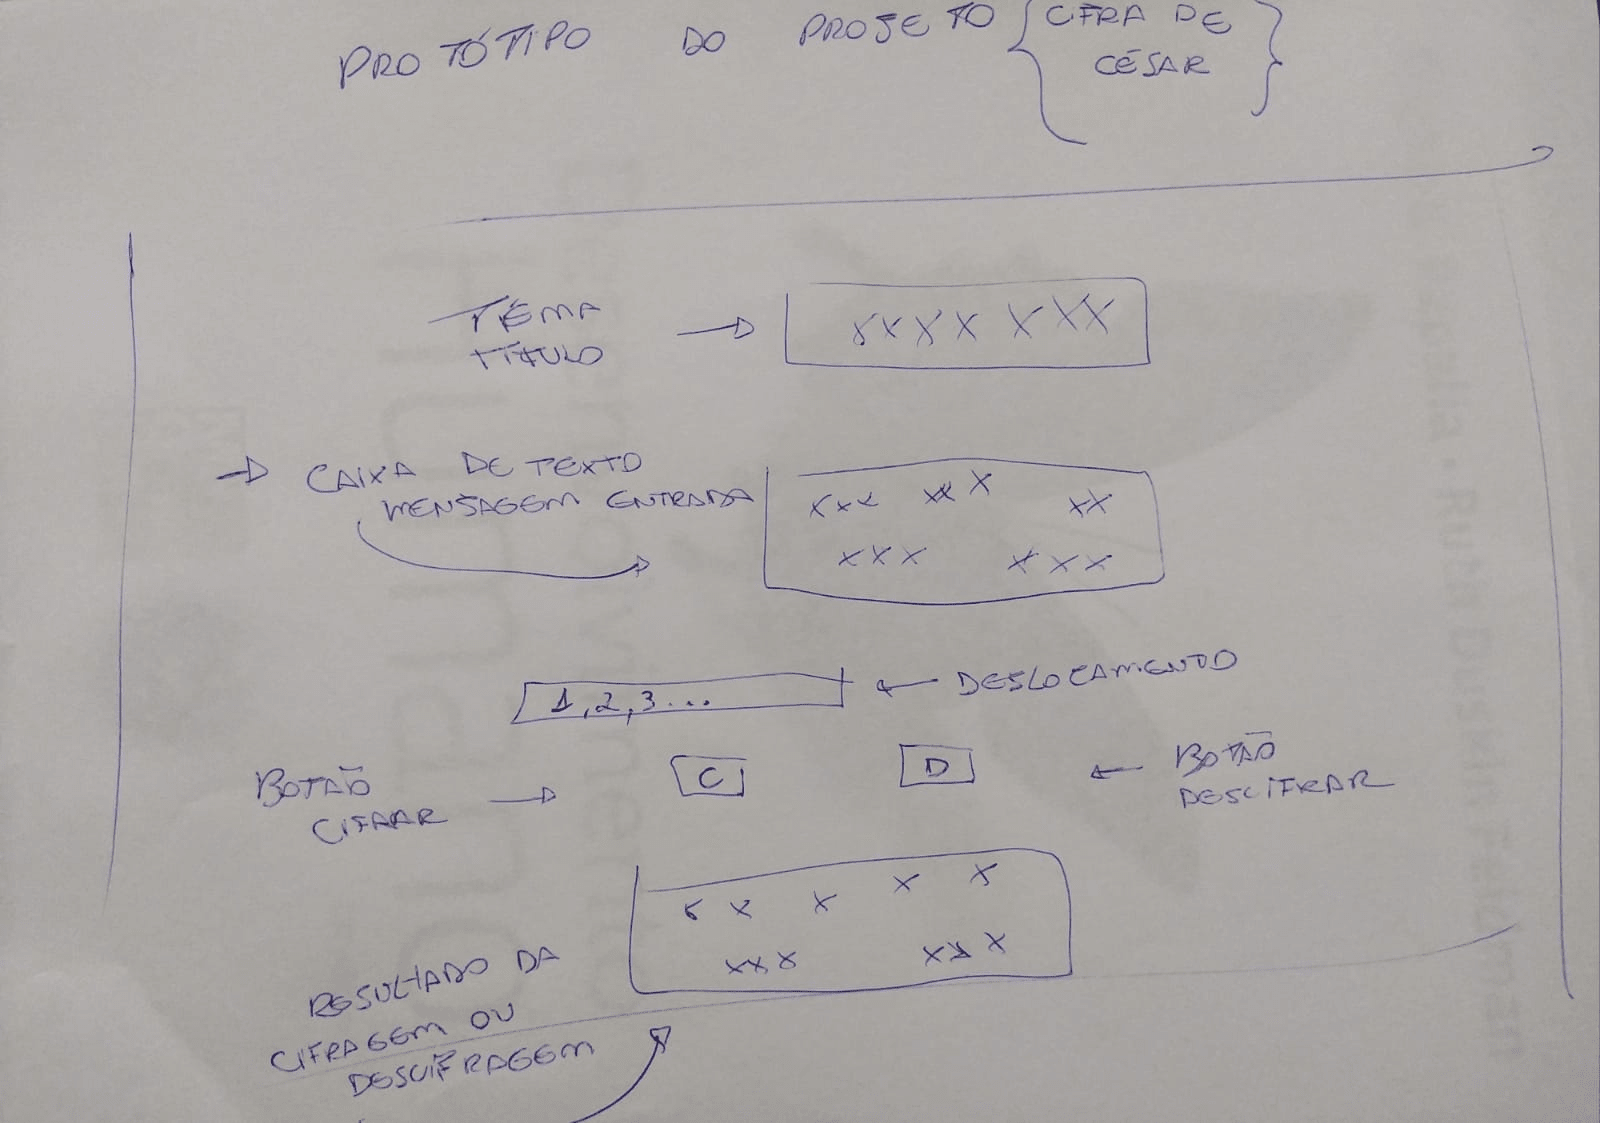 PROTÓTIPO DO PROJETO { CIFRA DE
CÉSAR }
TEMA
TÍTULO
XXXX XXX
CAIXA DE TEXTO
MENSAGEM ENTRADA
XXX XX X XX
XXX XXX
1,2,3...
DESLOCAMENTO
BOTÃO
CIFRAR
C
D
BOTÃO
DESCIFRAR
X X X X X
XXX XXX
RESULTADO DA
CIFRAGEM OU
DESCIFRAGEM